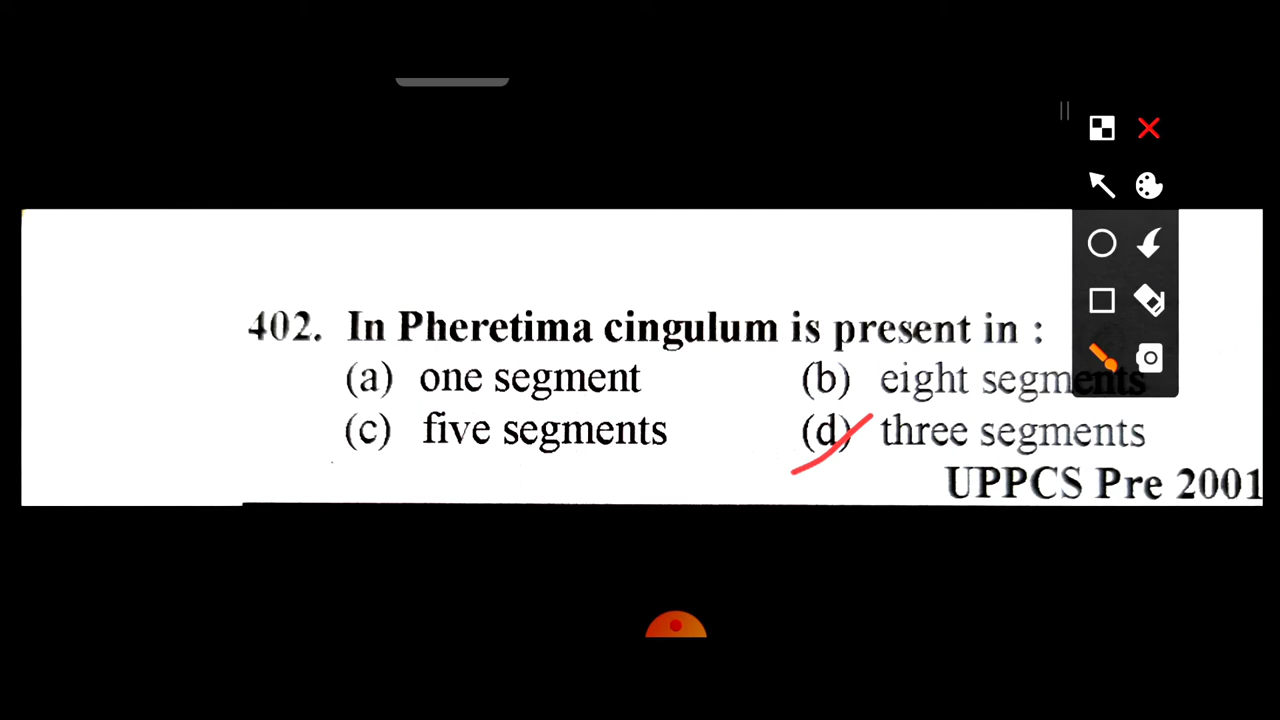 402. In Pheretima cingulum is present in :
(a) one segment (b) eight segments
(c) five segments (d) three segments
UPPCS Pre 2001